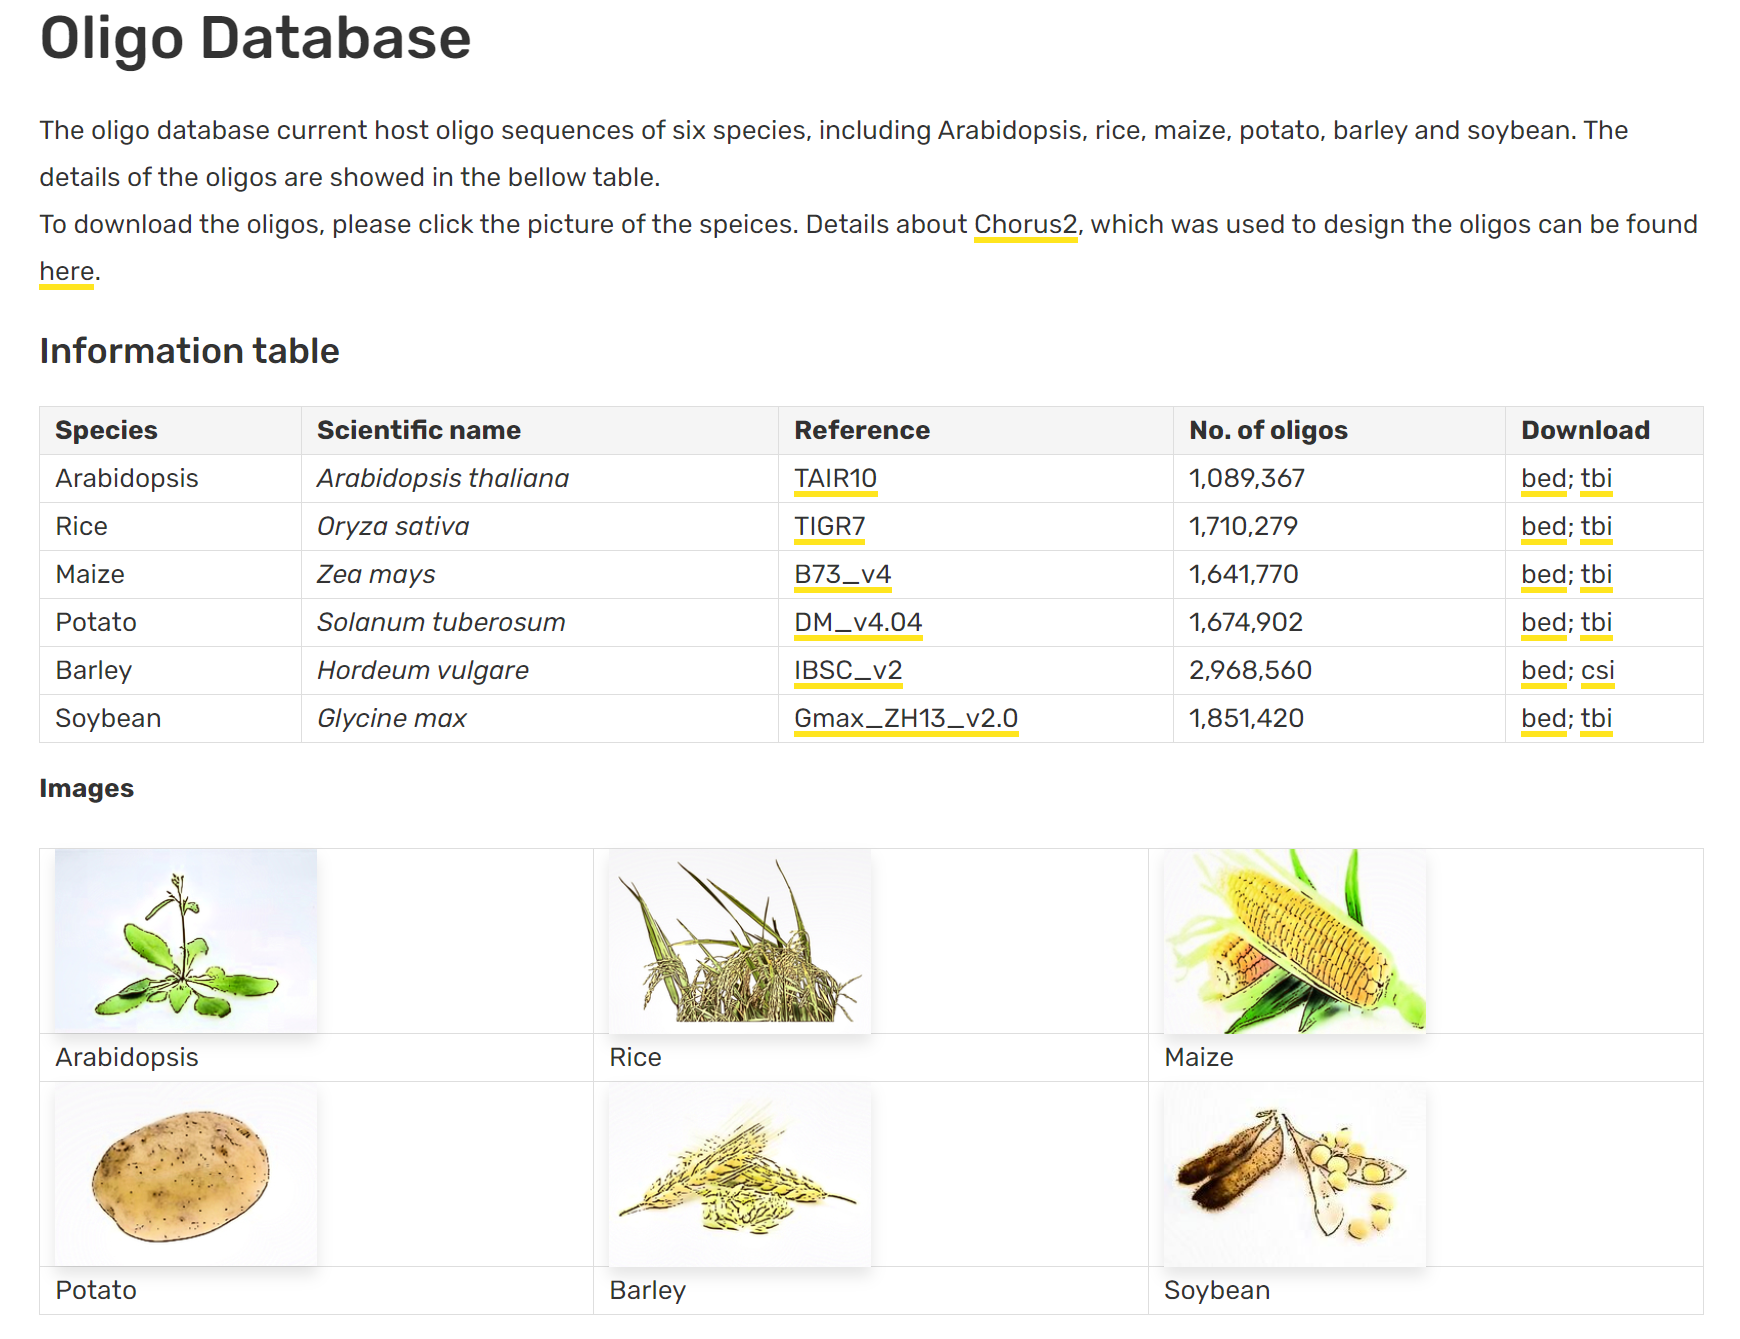 Oligo Database
The oligo database current host oligo sequences of six species, including Arabidopsis, rice, maize, potato, barley and soybean. The
details of the oligos are showed in the bellow table.
To download the oligos, please click the picture of the speices. Details about Chorus2, which was used to design the oligos can be found
here.
Information table
Species Scientific name Reference No. of oligos Download
Arabidopsis Arabidopsis thaliana TAIR10 1,089,367 bed; tbi
Rice Oryza sativa TIGR7 1,710,279 bed; tbi
Maize Zea mays B73_v4 1,641,770 bed; tbi
Potato Solanum tuberosum DM_v4.04 1,674,902 bed; tbi
Barley Hordeum vulgare IBSC_v2 2,968,560 bed; csi
Soybean Glycine max Gmax_ZH13_v2.0 1,851,420 bed; tbi
Images
Arabidopsis Rice Maize
Potato Barley Soybean